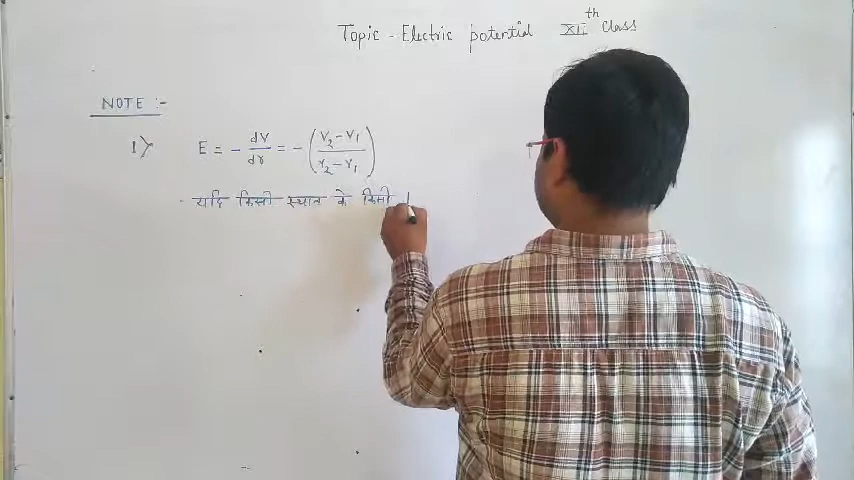 Topic - Electric potential XII th Class
NOTE :-
1> E = - dV/dr = - (V2 - V1 / r2 - r1)
यदि किसी स्थान के किसी